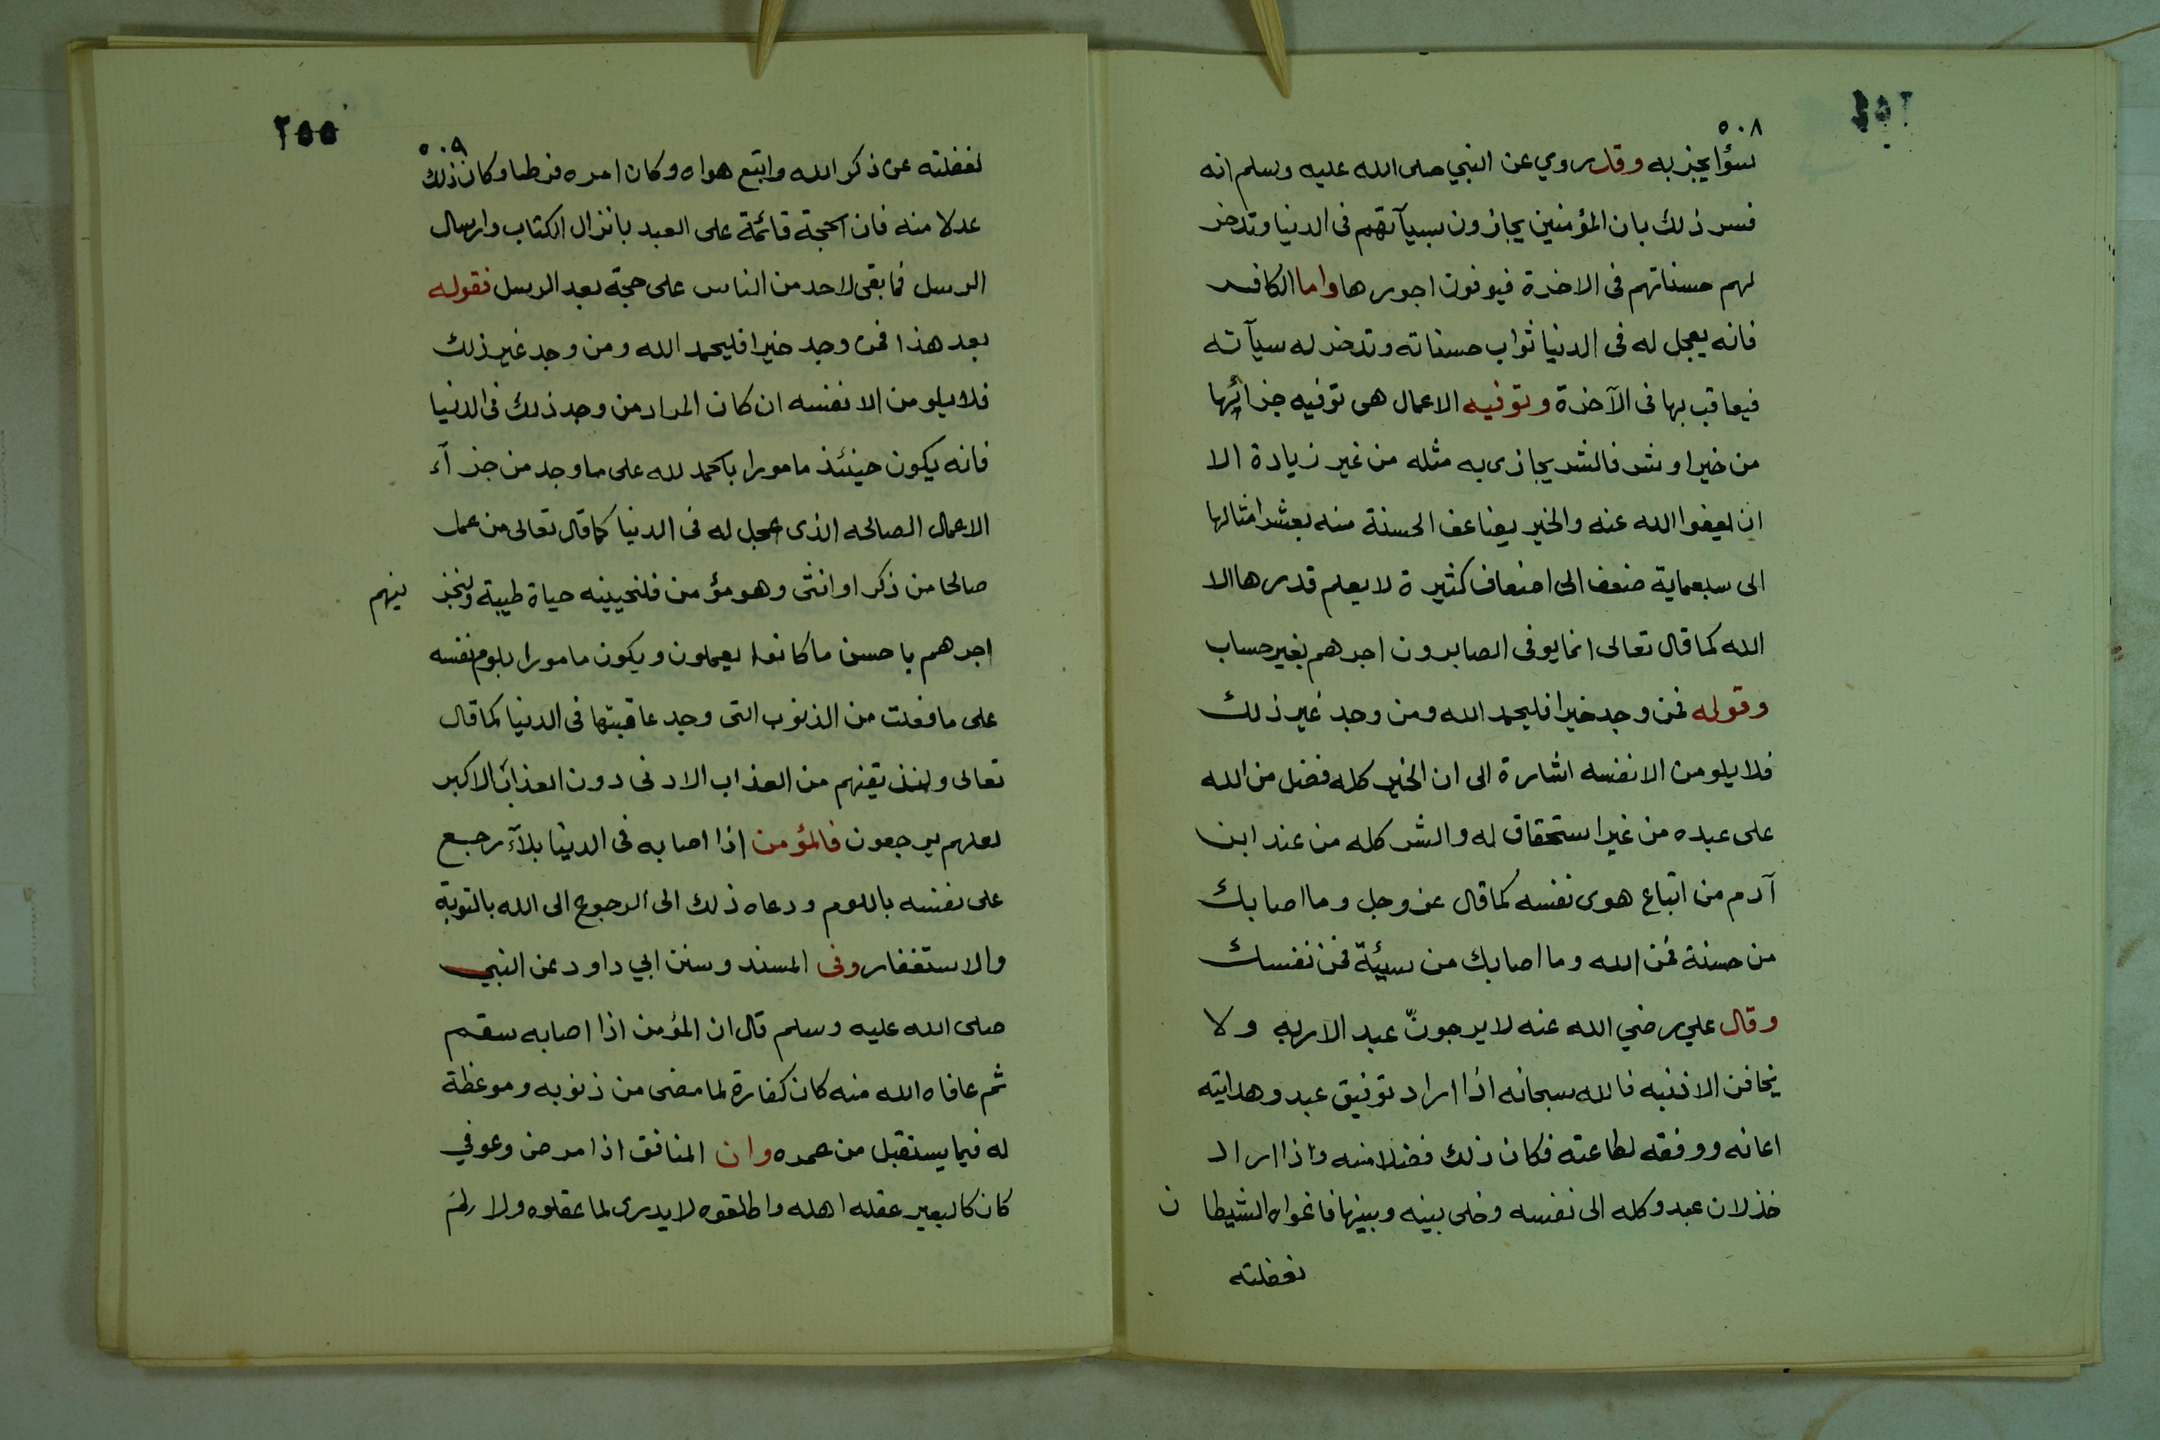 ٥٠٨
سؤا يجز به وقد روي عن النبي صلى الله عليه وسلم انه
فسر ذلك بان المؤمنين يجازون بسيآتهم فى الدنيا وتدخر
لهم حسناتهم فى الاخرة فيوفون اجورها واما الكافر
فانه يعجل له فى الدنيا ثواب حسناته وتدخر له سيآته
فيعاقب بها فى الآخرة وتوفيه الاعمال هى توفيه جزائها
من خير او شر فالشر يجازى به مثله من غير زيادة الا
ان يعفوا الله عنه والخير يضاعف الحسنة منه بعشر امثالها
الى سبعماية ضعف الى اضعاف كثيرة لا يعلم قدرها الا
الله كما قال تعالى انما يوفى الصابرون اجرهم بغير حساب
وقوله فمن وجد خيرا فليحمد الله ومن وجد غير ذلك
فلا يلومن الا نفسه اشارة الى ان الخير كله فضل من الله
على عبده من غير استحقاق له والشر كله من عند ابن
آدم من اتباع هوى نفسه كما قال عز وجل وما اصابك
من حسنة فمن الله وما اصابك من سيئة فمن نفسك
وقال علي رضي الله عنه لا يرجونّ عبد الا ربه ولا
يخافن الا ذنبه فالله سبحانه اذا اراد توفيق عبد وهدايته
اعانه ووفقه لطاعته فكان ذلك فضلا منه واذا اراد
خذلان عبد وكله الى نفسه وخلى بينه وبينها فاغواه الشيطان
لغفلته
٢٥٥
٥٠٩
لغفلته عن ذكر الله واتبع هواه وكان امره فرطا وكان ذلك
عدلا منه فان الحجة قائمة على العبد بانزال الكتاب وارسال
الرسل فما بقى لاحد من الناس على حجة بعد الرسل فقوله
بعد هذا فمن وجد خيرا فليحمد الله ومن وجد غير ذلك
فلا يلومن الا نفسه ان كان المراد من وجد ذلك فى الدنيا
فانه يكون حينئذ مامورا بالحمد لله على ما وجد من جزآء
الاعمال الصالحه الذى عجل له فى الدنيا كما قال تعالى من عمل
صالحا من ذكر او انثى وهو مؤمن فلنحيينه حياة طيبة ولنجزينهم
اجرهم باحسن ما كانوا يعملون ويكون مامورا بلوم نفسه
على ما فعلت من الذنوب التى وجد عاقبتها فى الدنيا كما قال
تعالى ولنذيقنهم من العذاب الادنى دون العذاب الاكبر
لعلهم يرجعون فالمؤمن اذا اصابه فى الدنيا بلآء رجع
على نفسه باللوم ودعاه ذلك الى الرجوع الى الله بالتوبة
والاستغفار وفى المسند وسنن ابي داود عن النبي
صلى الله عليه وسلم قال ان المؤمن اذا اصابه سقم
ثم عافاه الله منه كان كفارة لما مضى من ذنوبه وموعظة
له فيما يستقبل من عمره وان المنافق اذا مرض وعوفي
كان كالبعير عقله اهله واطلقوه لا يدرى لما عقلوه ولا لم